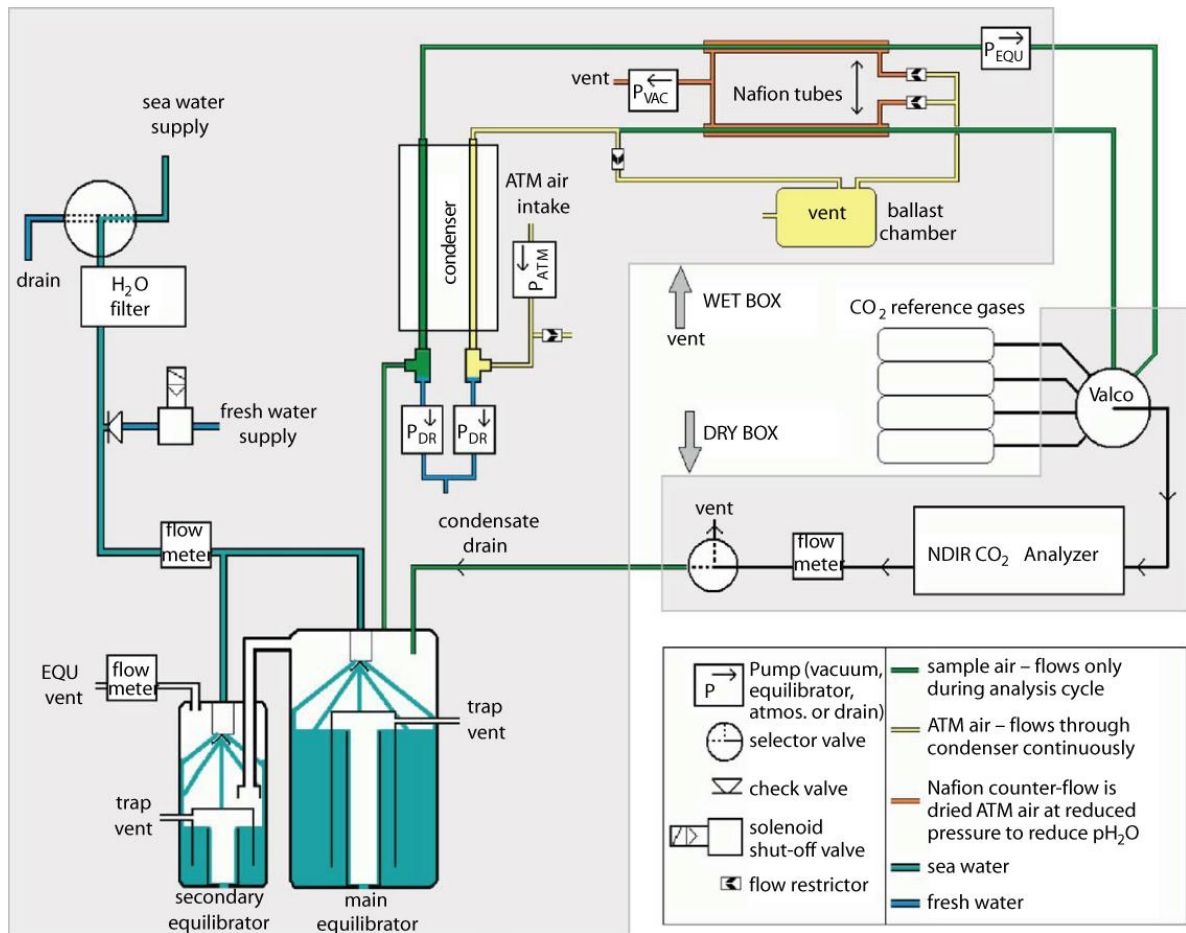 sea water
supply
drain
H2O
filter
fresh water
supply
flow
meter
vent
PVAC
Nafion tubes
PEQU
condenser
ATM air
intake
PATM
vent
ballast
chamber
PDR
PDR
condensate
drain
WET BOX
vent
DRY BOX
CO2 reference gases
Valco
vent
flow
meter
NDIR CO2 Analyzer
EQU
vent
flow
meter
trap
vent
trap
vent
secondary
equilibrator
main
equilibrator
P
Pump (vacuum,
equilibrator,
atmos. or drain)
selector valve
check valve
solenoid
shut-off valve
flow restrictor
sample air – flows only
during analysis cycle
ATM air – flows through
condenser continuously
Nafion counter-flow is
dried ATM air at reduced
pressure to reduce pH2O
sea water
fresh water